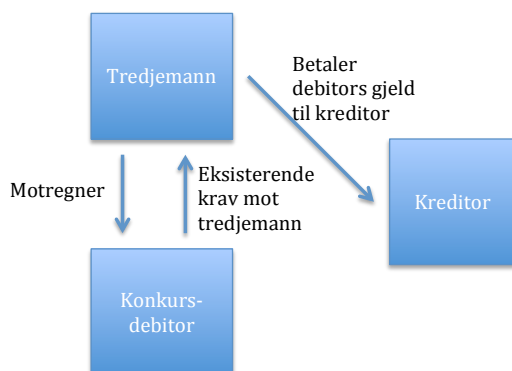 Tredjemann
Betaler
debitors gjeld
til kreditor
Motregner
Eksisterende
krav mot
tredjemann
Kreditor
Konkurs-
debitor